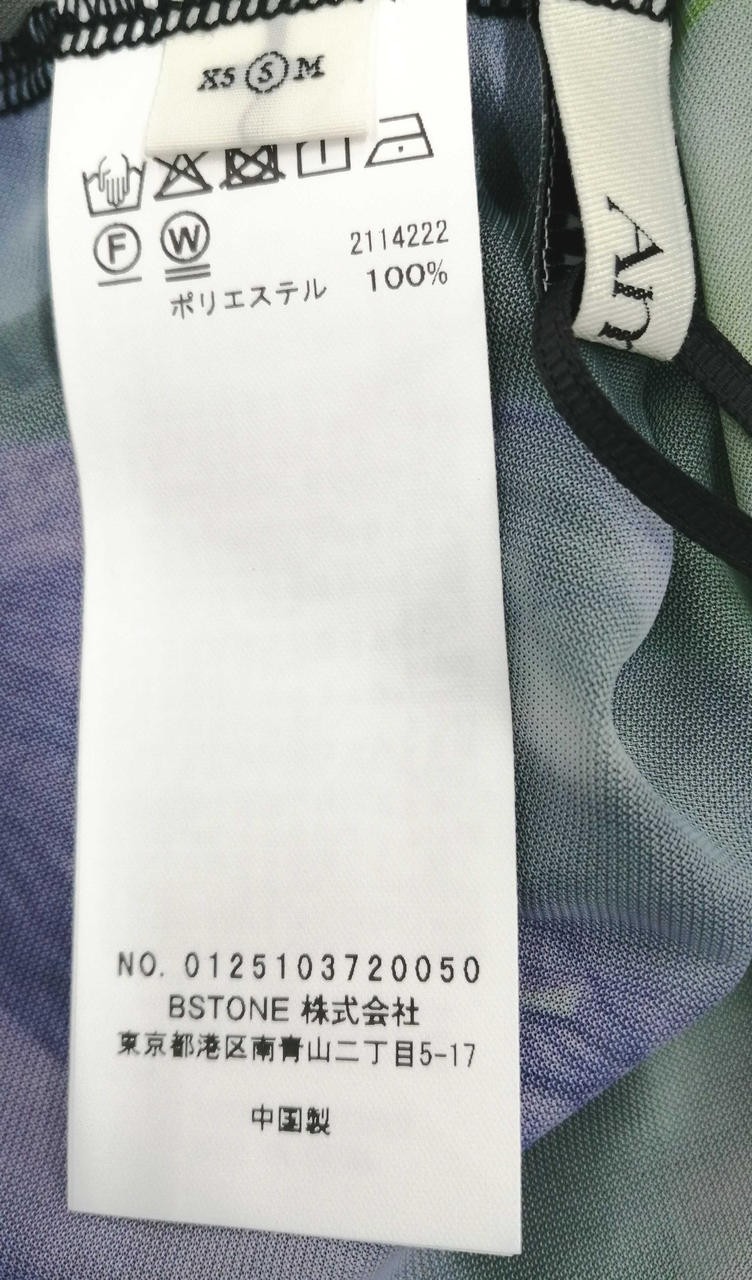 XS S M
F W
2114222
ポリエステル 100%
NO. 0125103720050
BSTONE 株式会社
東京都港区南青山二丁目5-17
中国製
An